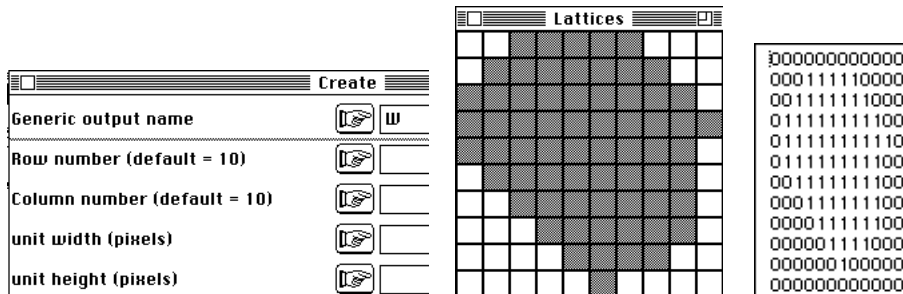 Create
Generic output name W
Row number (default = 10)
Column number (default = 10)
unit width (pixels)
unit height (pixels)
Lattices
000000000000
000111110000
001111111000
011111111100
011111111110
011111111100
001111111100
000111111100
000011111100
000001111000
000000100000
000000000000